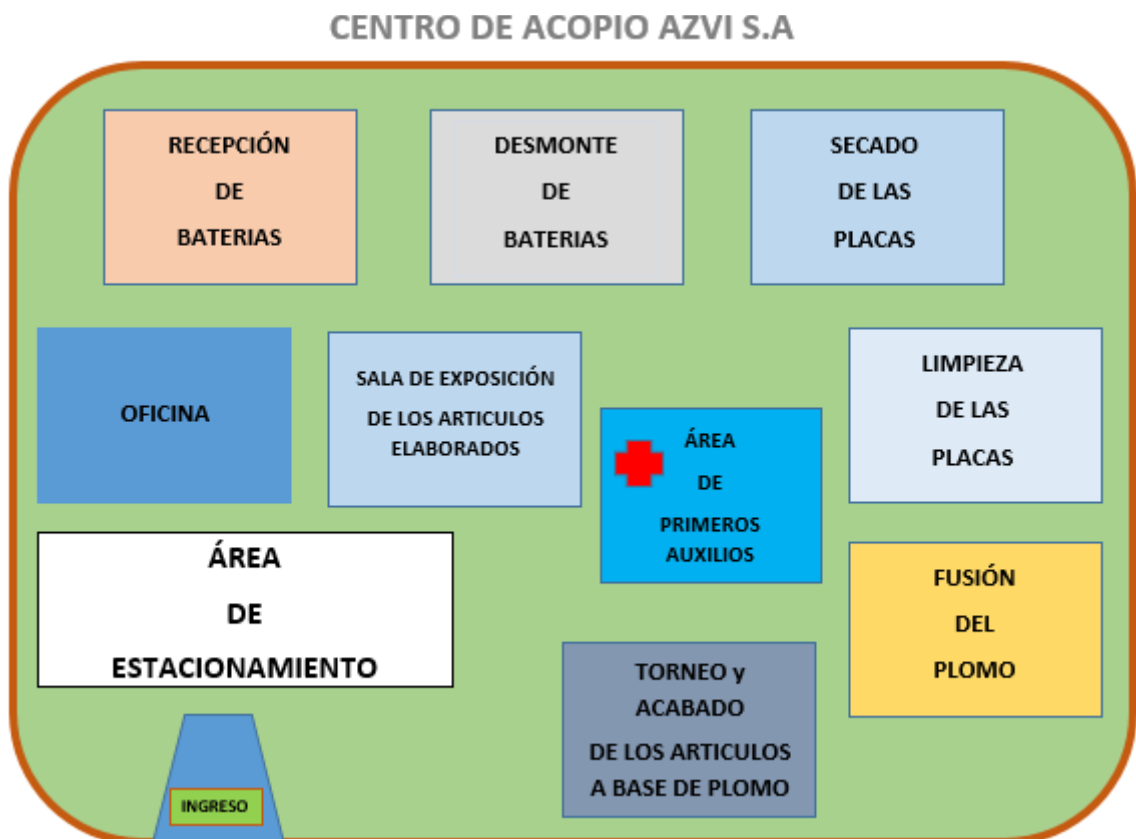 CENTRO DE ACOPIO AZVI S.A
RECEPCIÓN
DE
BATERIAS
DESMONTE
DE
BATERIAS
SECADO
DE LAS
PLACAS
OFICINA
SALA DE EXPOSICIÓN
DE LOS ARTICULOS
ELABORADOS
ÁREA
DE
PRIMEROS
AUXILIOS
LIMPIEZA
DE LAS
PLACAS
ÁREA
DE
ESTACIONAMIENTO
FUSIÓN
DEL
PLOMO
TORNEO y
ACABADO
DE LOS ARTICULOS
A BASE DE PLOMO
INGRESO